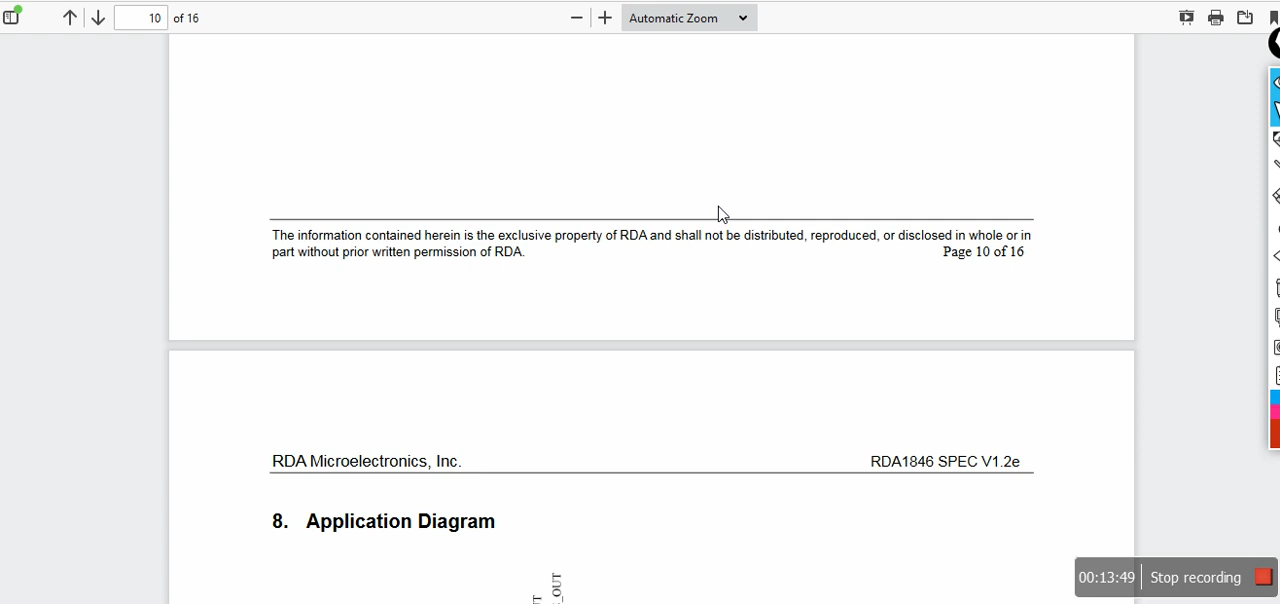 10 of 16 Automatic Zoom
The information contained herein is the exclusive property of RDA and shall not be distributed, reproduced, or disclosed in whole or in
part without prior written permission of RDA. Page 10 of 16
RDA Microelectronics, Inc. RDA1846 SPEC V1.2e
8. Application Diagram
00:13:49 Stop recording